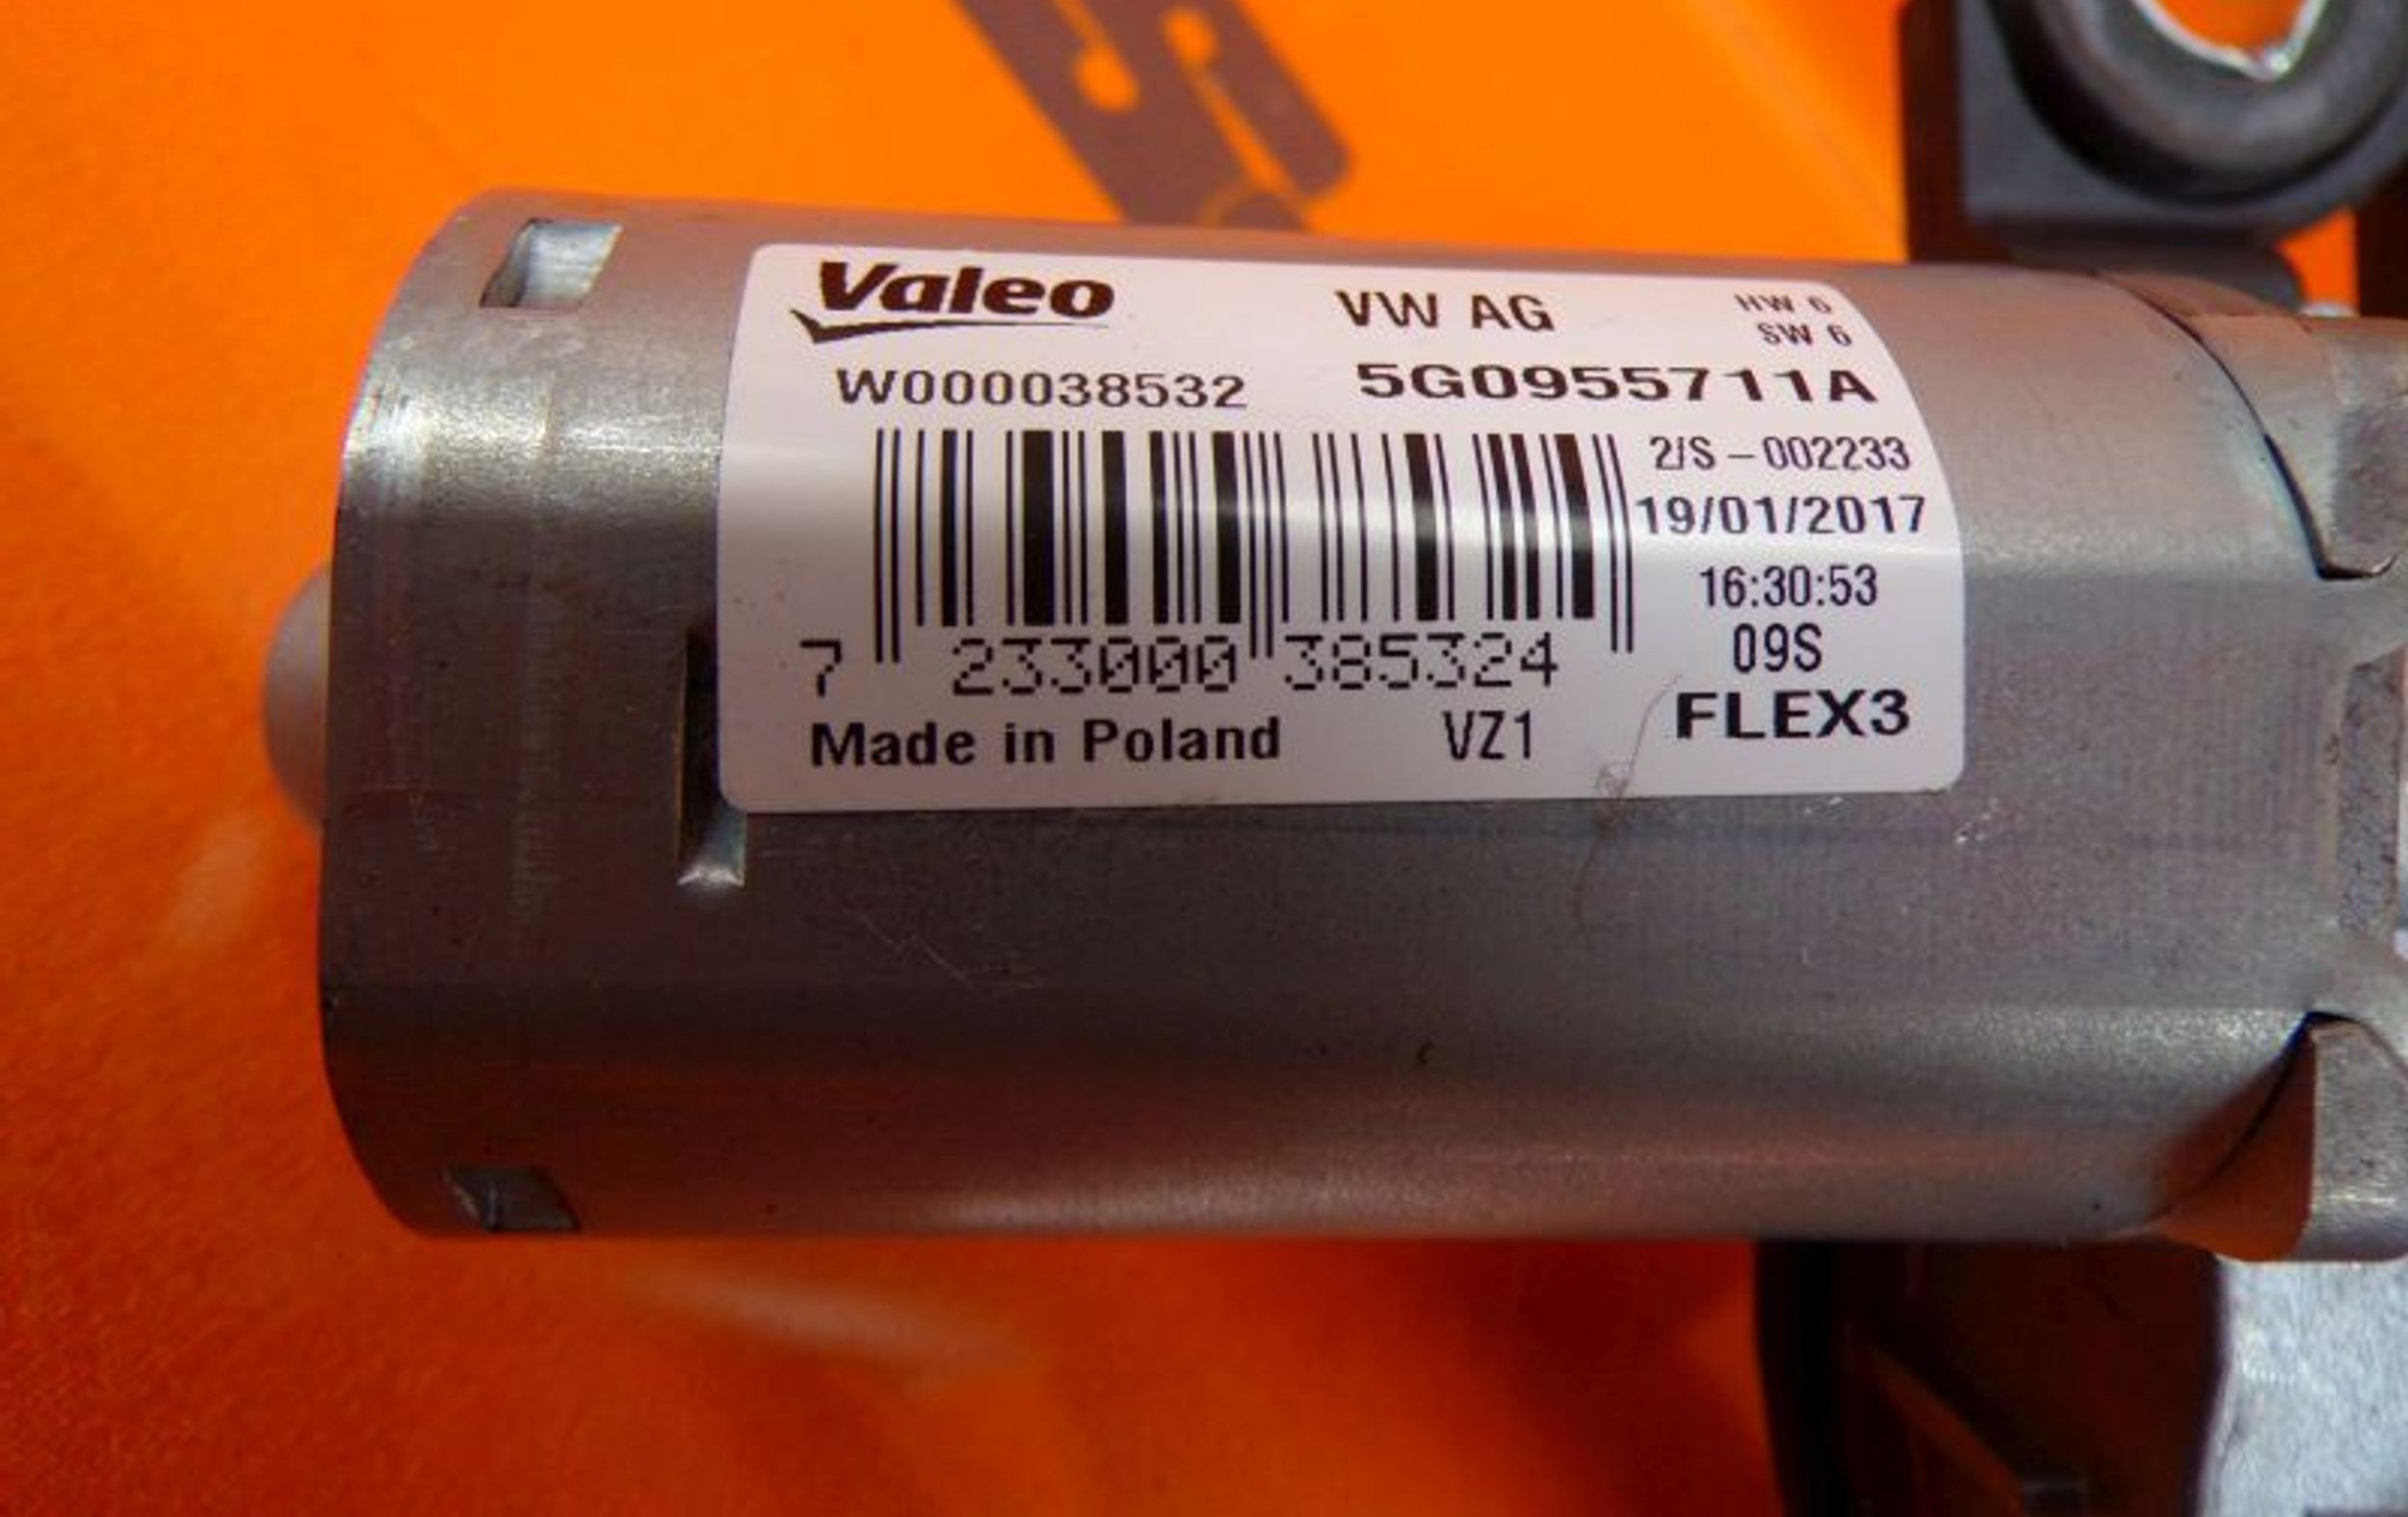 Valeo VW AG HW 6
SW 6
W000038532 5G0955711A
2/S - 002233
19/01/2017
16:30:53
7 233000 385324 09S
Made in Poland VZ1 FLEX3